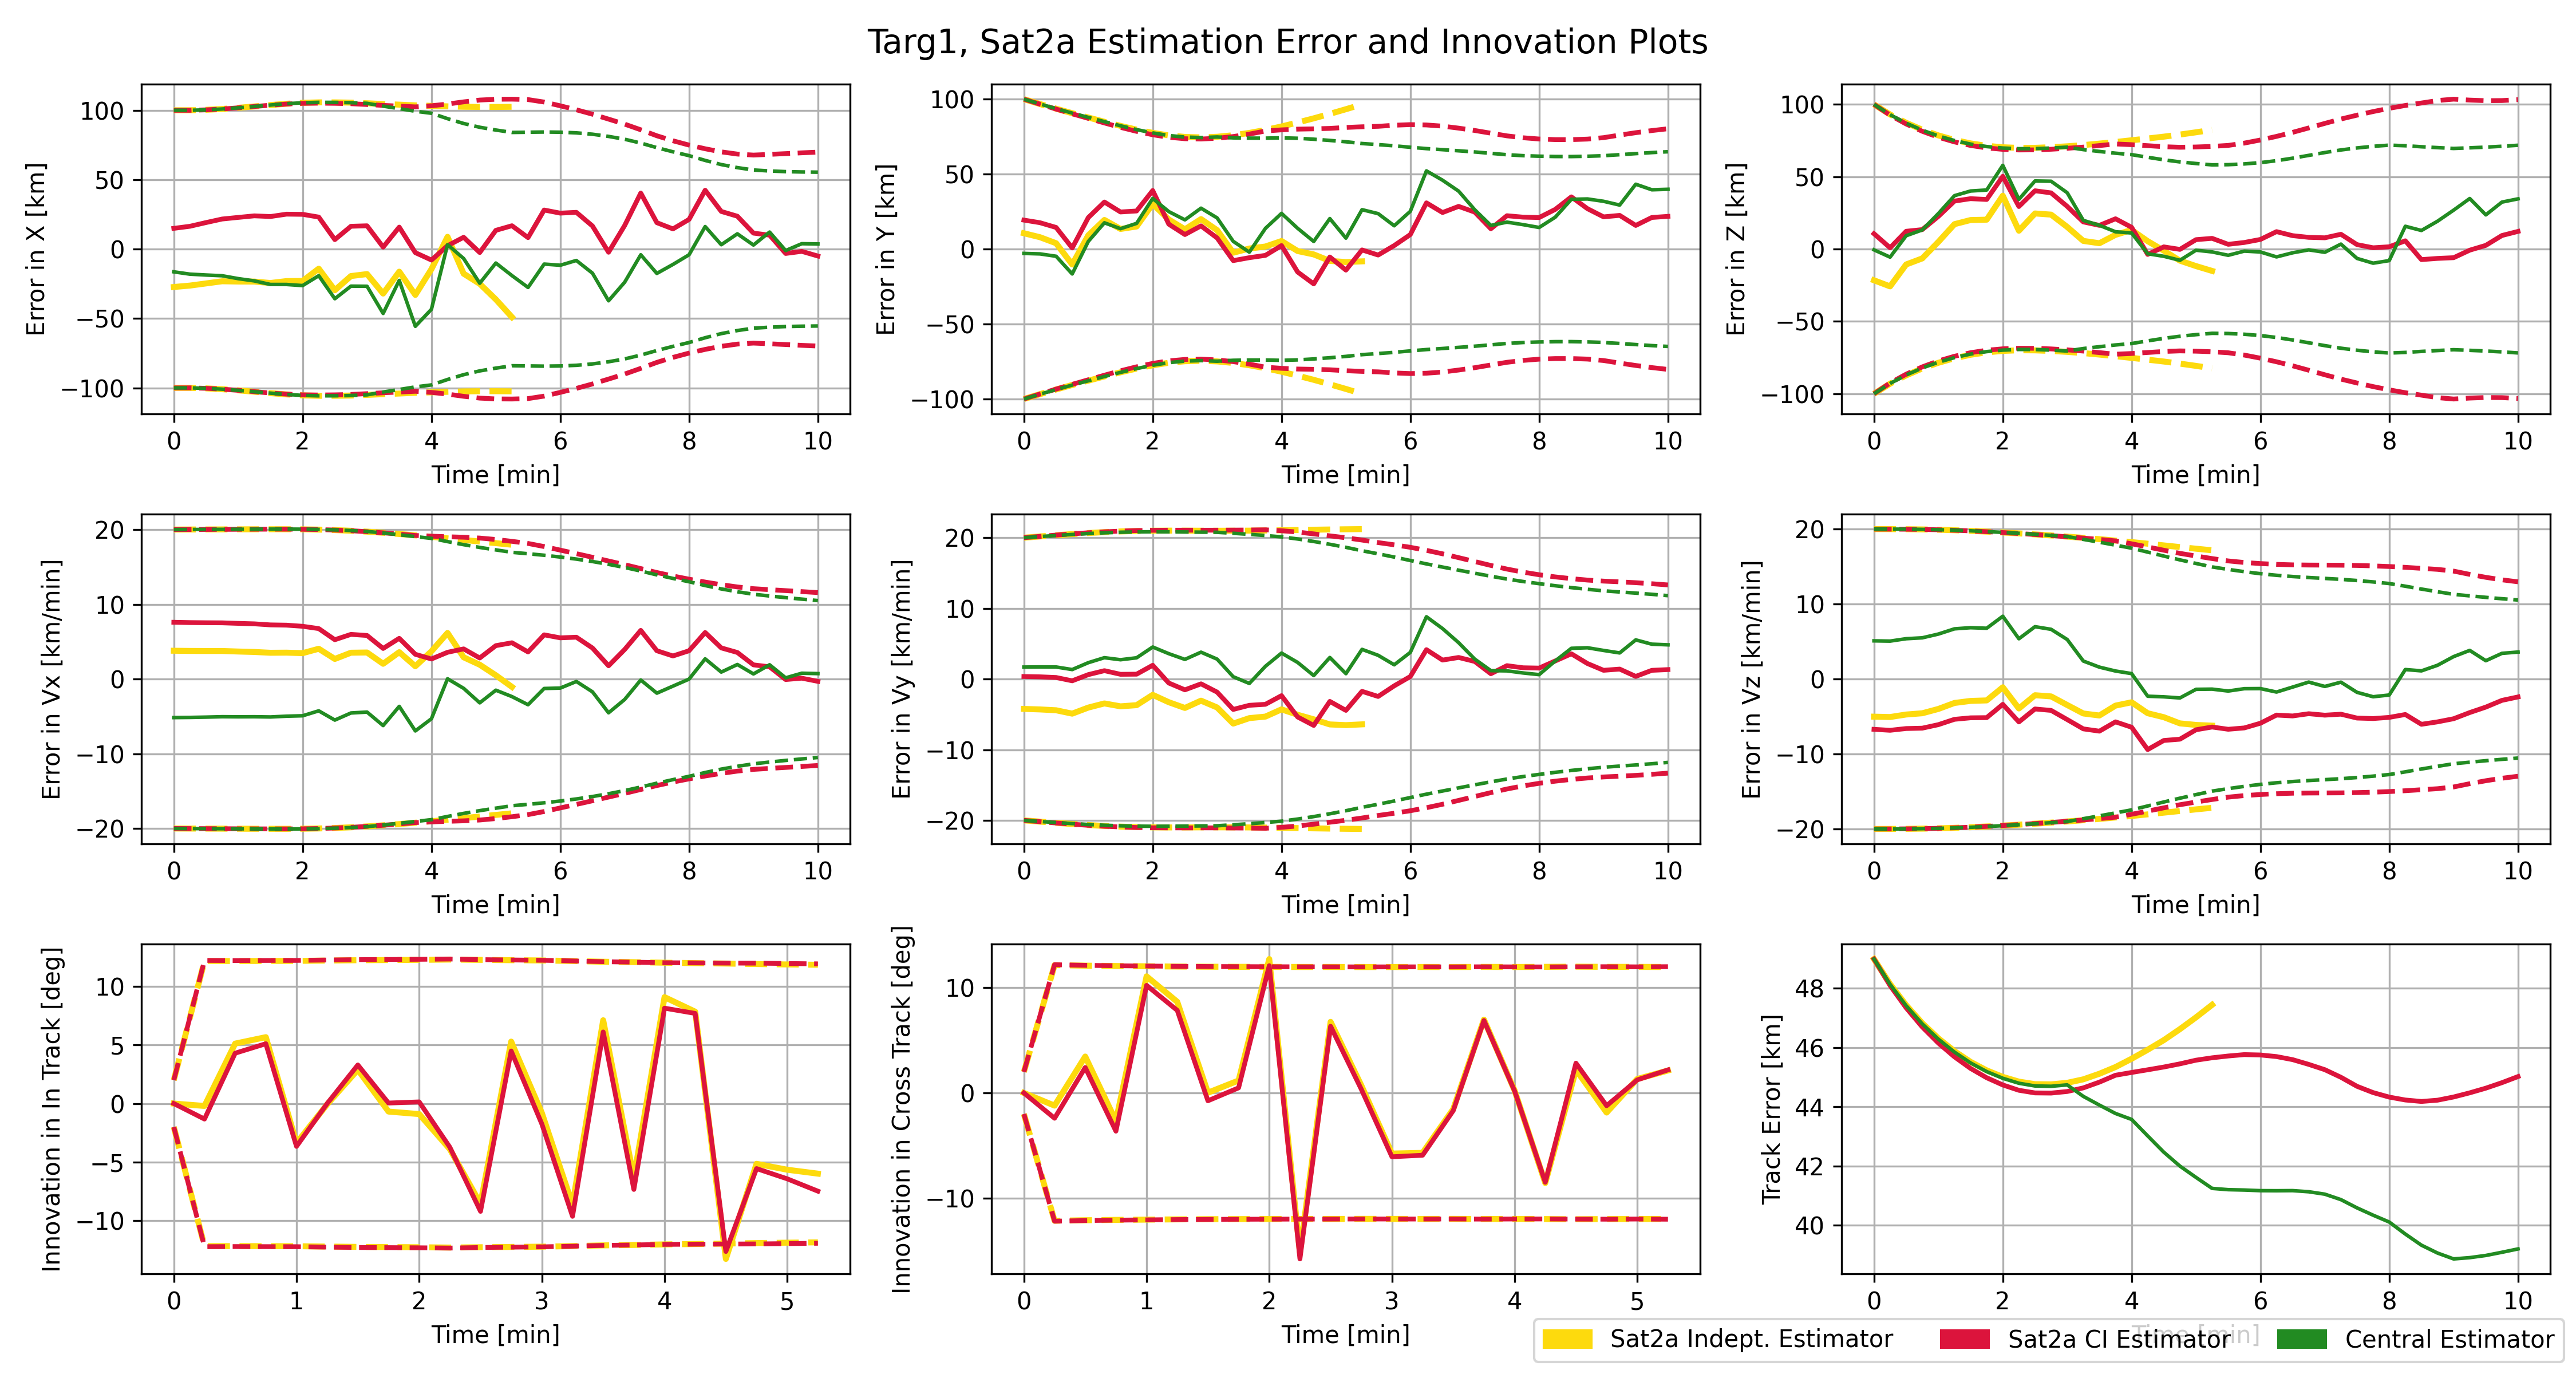 Targ1, Sat2a Estimation Error and Innovation Plots
Error in X [km]
100
50
0
−50
−100
0 2 4 6 8 10
Time [min]
Error in Y [km]
100
50
0
−50
−100
0 2 4 6 8 10
Time [min]
Error in Z [km]
100
50
0
−50
−100
0 2 4 6 8 10
Time [min]
Error in Vx [km/min]
20
10
0
−10
−20
0 2 4 6 8 10
Time [min]
Error in Vy [km/min]
20
10
0
−10
−20
0 2 4 6 8 10
Time [min]
Error in Vz [km/min]
20
10
0
−10
−20
0 2 4 6 8 10
Time [min]
Innovation in In Track [deg]
10
5
0
−5
−10
0 1 2 3 4 5
Time [min]
Innovation in Cross Track [deg]
10
0
−10
0 1 2 3 4 5
Time [min]
Track Error [km]
48
46
44
42
40
0 2 4 6 8 10
Time [min]
Sat2a Indept. Estimator Sat2a CI Estimator Central Estimator